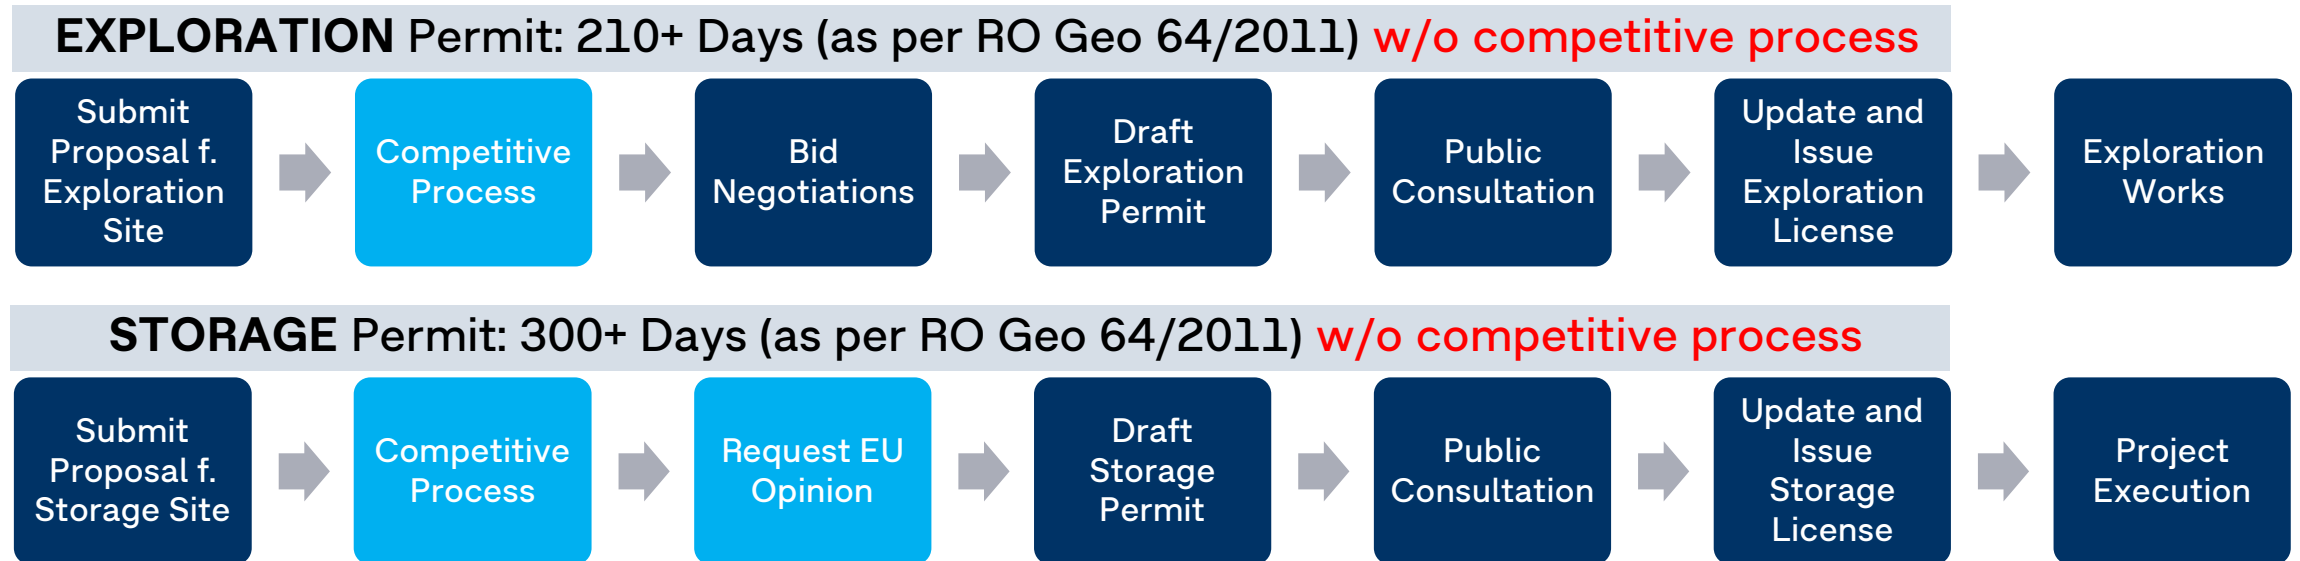 EXPLORATION Permit: 210+ Days (as per RO Geo 64/2011) w/o competitive process
Submit
Proposal f.
Exploration
Site
Competitive
Process
Bid
Negotiations
Draft
Exploration
Permit
Public
Consultation
Update and
Issue
Exploration
License
Exploration
Works
STORAGE Permit: 300+ Days (as per RO Geo 64/2011) w/o competitive process
Submit
Proposal f.
Storage Site
Competitive
Process
Request EU
Opinion
Draft
Storage
Permit
Public
Consultation
Update and
Issue
Storage
License
Project
Execution